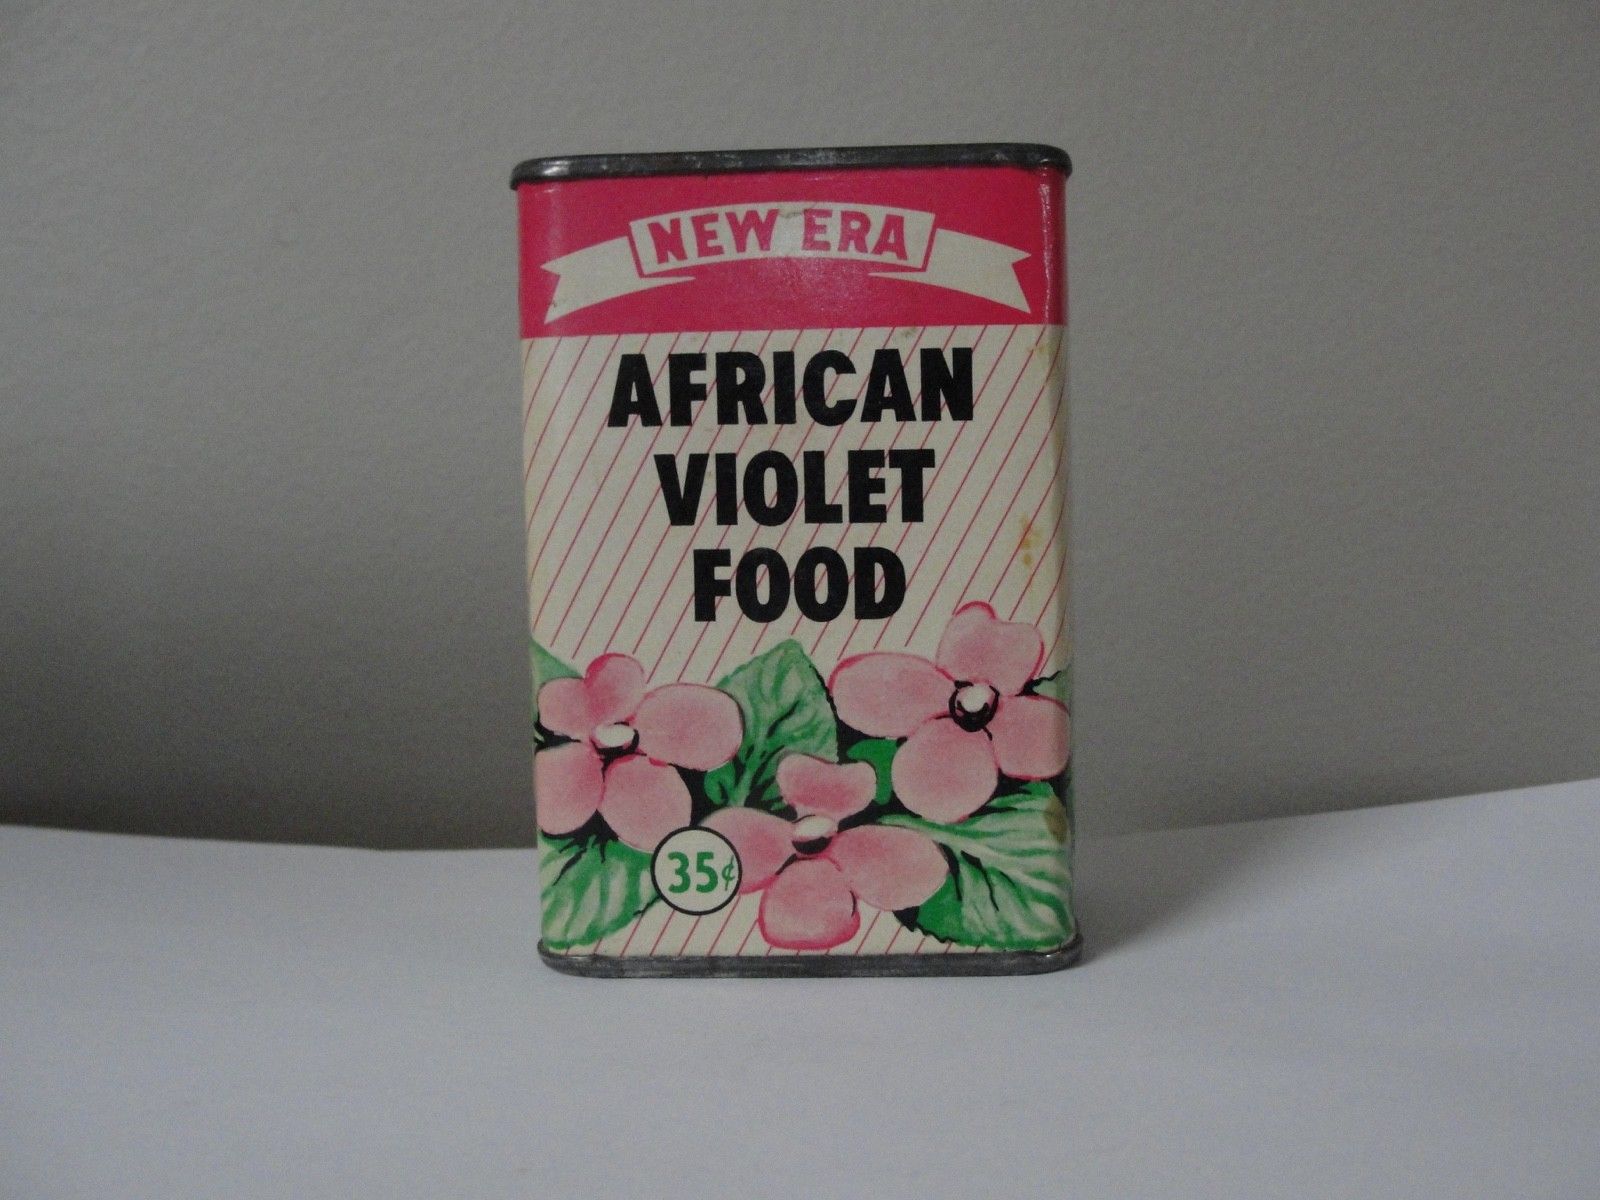 NEW ERA
AFRICAN
VIOLET
FOOD
35¢